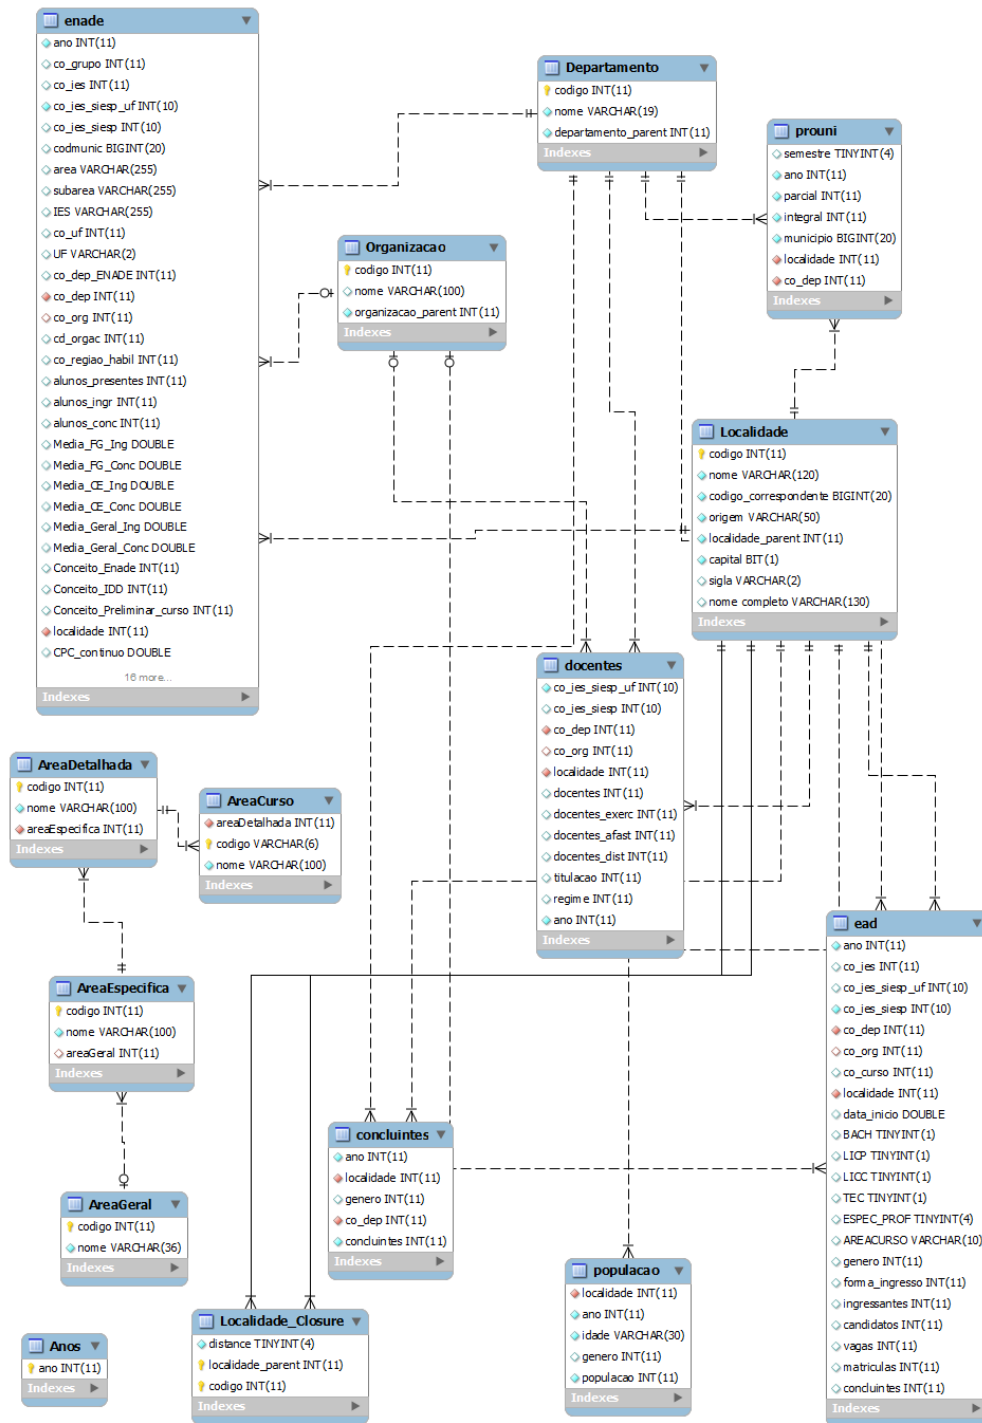 enade
ano INT(11)
co_grupo INT(11)
co_ies INT(11)
co_ies_siesp_uf INT(10)
co_ies_siesp INT(10)
codmunic BIGINT(20)
area VARCHAR(255)
subarea VARCHAR(255)
IES VARCHAR(255)
co_uf INT(11)
UF VARCHAR(2)
co_dep_ENADE INT(11)
co_dep INT(11)
co_org INT(11)
cd_orgac INT(11)
co_regiao_habil INT(11)
alunos_presentes INT(11)
alunos_ingr INT(11)
alunos_conc INT(11)
Media_FG_Ing DOUBLE
Media_FG_Conc DOUBLE
Media_CE_Ing DOUBLE
Media_CE_Conc DOUBLE
Media_Geral_Ing DOUBLE
Media_Geral_Conc DOUBLE
Conceito_Enade INT(11)
Conceito_IDD INT(11)
Conceito_Preliminar_curso INT(11)
localidade INT(11)
CPC_continuo DOUBLE
16 more...
Indexes
Departamento
codigo INT(11)
nome VARCHAR(19)
departamento_parent INT(11)
Indexes
prouni
semestre TINYINT(4)
ano INT(11)
parcial INT(11)
integral INT(11)
municipio BIGINT(20)
localidade INT(11)
co_dep INT(11)
Indexes
Organizacao
codigo INT(11)
nome VARCHAR(100)
organizacao_parent INT(11)
Indexes
Localidade
codigo INT(11)
nome VARCHAR(120)
codigo_correspondente BIGINT(20)
origem VARCHAR(50)
localidade_parent INT(11)
capital BIT(1)
sigla VARCHAR(2)
nome completo VARCHAR(130)
Indexes
docentes
co_ies_siesp_uf INT(10)
co_ies_siesp INT(10)
co_dep INT(11)
co_org INT(11)
localidade INT(11)
docentes INT(11)
docentes_exerc INT(11)
docentes_afast INT(11)
docentes_dist INT(11)
titulacao INT(11)
regime INT(11)
ano INT(11)
Indexes
AreaDetalhada
codigo INT(11)
nome VARCHAR(100)
areaEspecifica INT(11)
Indexes
AreaCurso
areaDetalhada INT(11)
codigo VARCHAR(6)
nome VARCHAR(100)
Indexes
AreaEspecifica
codigo INT(11)
nome VARCHAR(100)
areaGeral INT(11)
Indexes
ead
ano INT(11)
co_ies INT(11)
co_ies_siesp_uf INT(10)
co_ies_siesp INT(10)
co_dep INT(11)
co_org INT(11)
co_curso INT(11)
localidade INT(11)
data_inicio DOUBLE
BACH TINYINT(1)
LICP TINYINT(1)
LICC TINYINT(1)
TEC TINYINT(1)
ESPEC_PROF TINYINT(4)
AREACURSO VARCHAR(10)
genero INT(11)
forma_ingresso INT(11)
ingressantes INT(11)
candidatos INT(11)
vagas INT(11)
matriculas INT(11)
concluintes INT(11)
Indexes
concluintes
ano INT(11)
localidade INT(11)
genero INT(11)
co_dep INT(11)
concluintes INT(11)
Indexes
AreaGeral
codigo INT(11)
nome VARCHAR(36)
Indexes
populacao
localidade INT(11)
ano INT(11)
idade VARCHAR(30)
genero INT(11)
populacao INT(11)
Indexes
Localidade_Closure
distance TINYINT(4)
localidade_parent INT(11)
codigo INT(11)
Indexes
Anos
ano INT(11)
Indexes